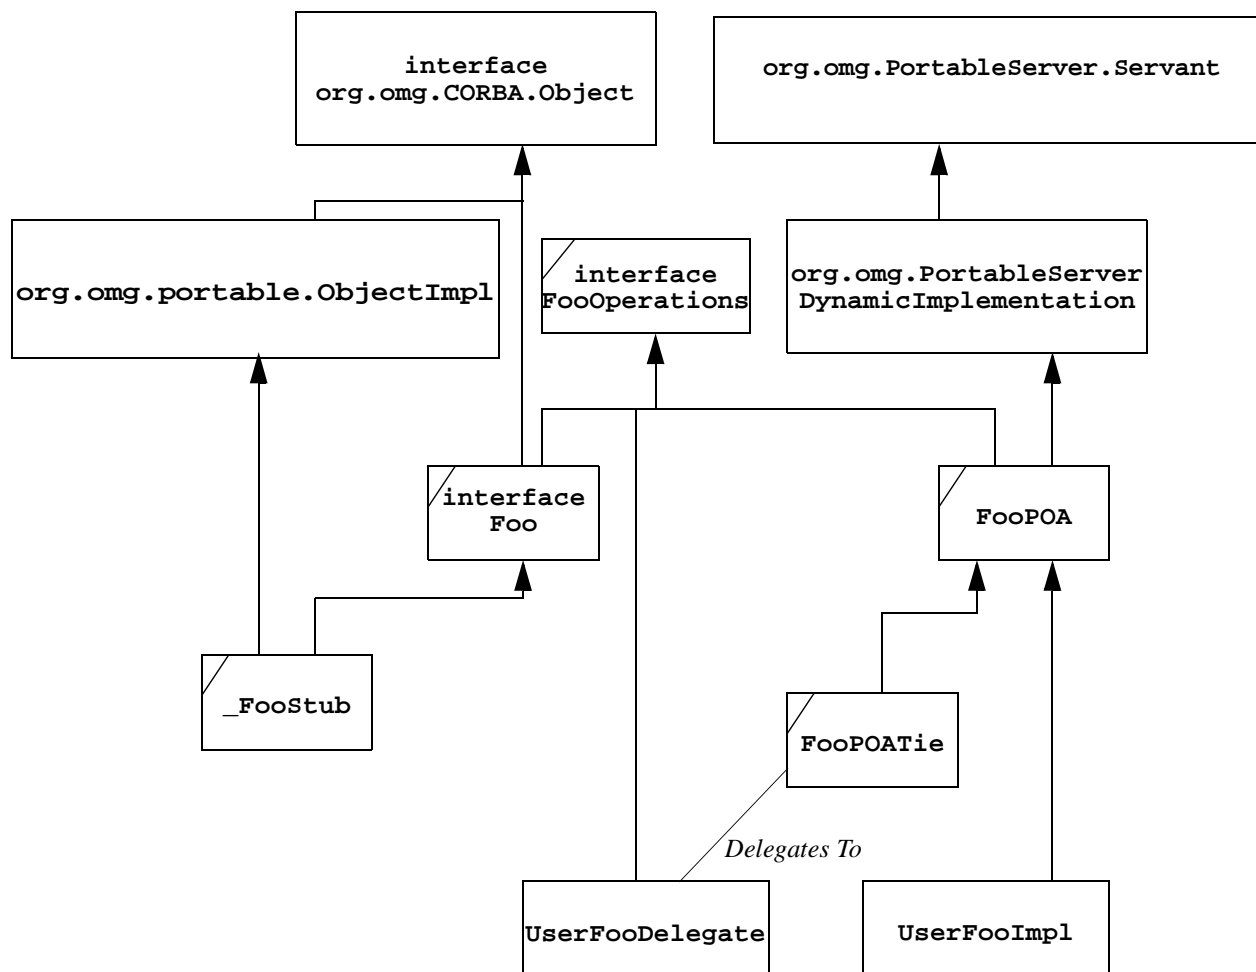 interface
org.omg.CORBA.Object
org.omg.PortableServer.Servant
org.omg.portable.ObjectImpl
interface
FooOperations
org.omg.PortableServer
DynamicImplementation
interface
Foo
FooPOA
_FooStub
FooPOATie
Delegates To
UserFooDelegate
UserFooImpl